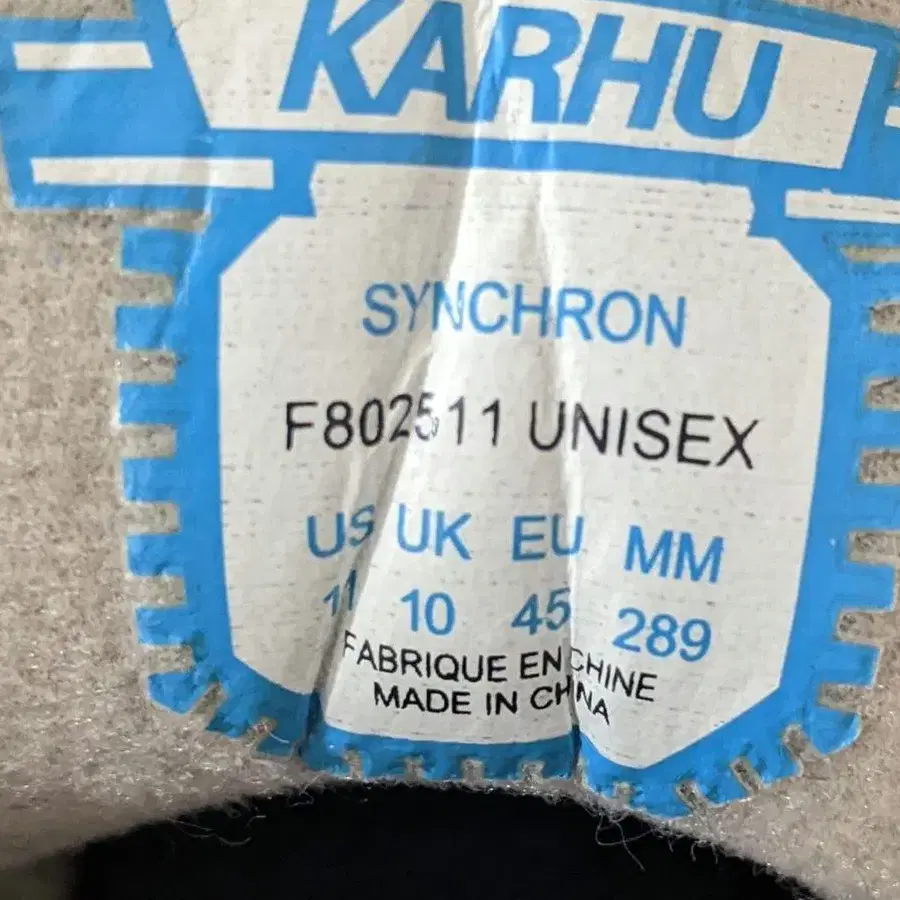 KARHU
SYNCHRON
F802511 UNISEX
US UK EU MM
11 10 45 289
FABRIQUE EN CHINE
MADE IN CHINA